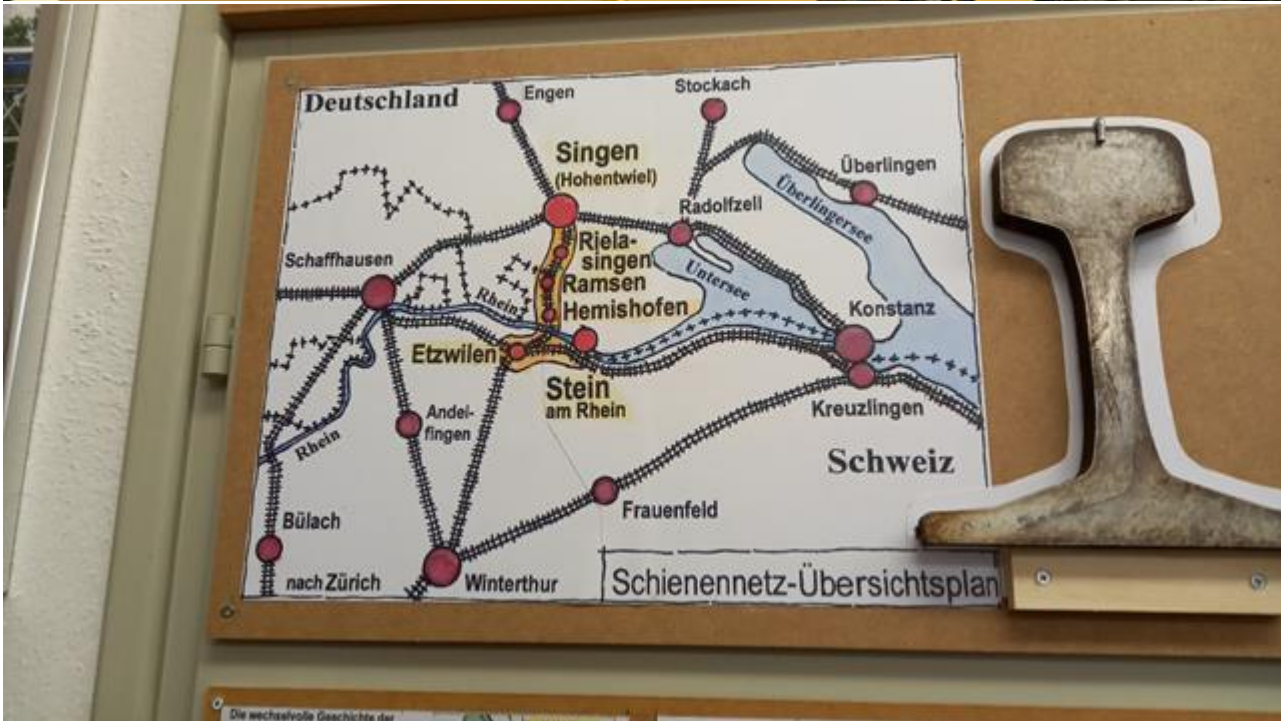 Deutschland
Engen
Stockach
Singen
(Hohentwiel)
Überlingen
Überlingersee
Radolfzell
Riela-
singen
Schaffhausen
Untersee
Ramsen
Rhein
Hemishofen
Konstanz
Etzwilen
Stein
am Rhein
Kreuzlingen
Andel-
fingen
Rhein
Schweiz
Frauenfeld
Bülach
nach Zürich
Winterthur
Schienennetz-Übersichtsplan
Die wechselvolle Geschichte der